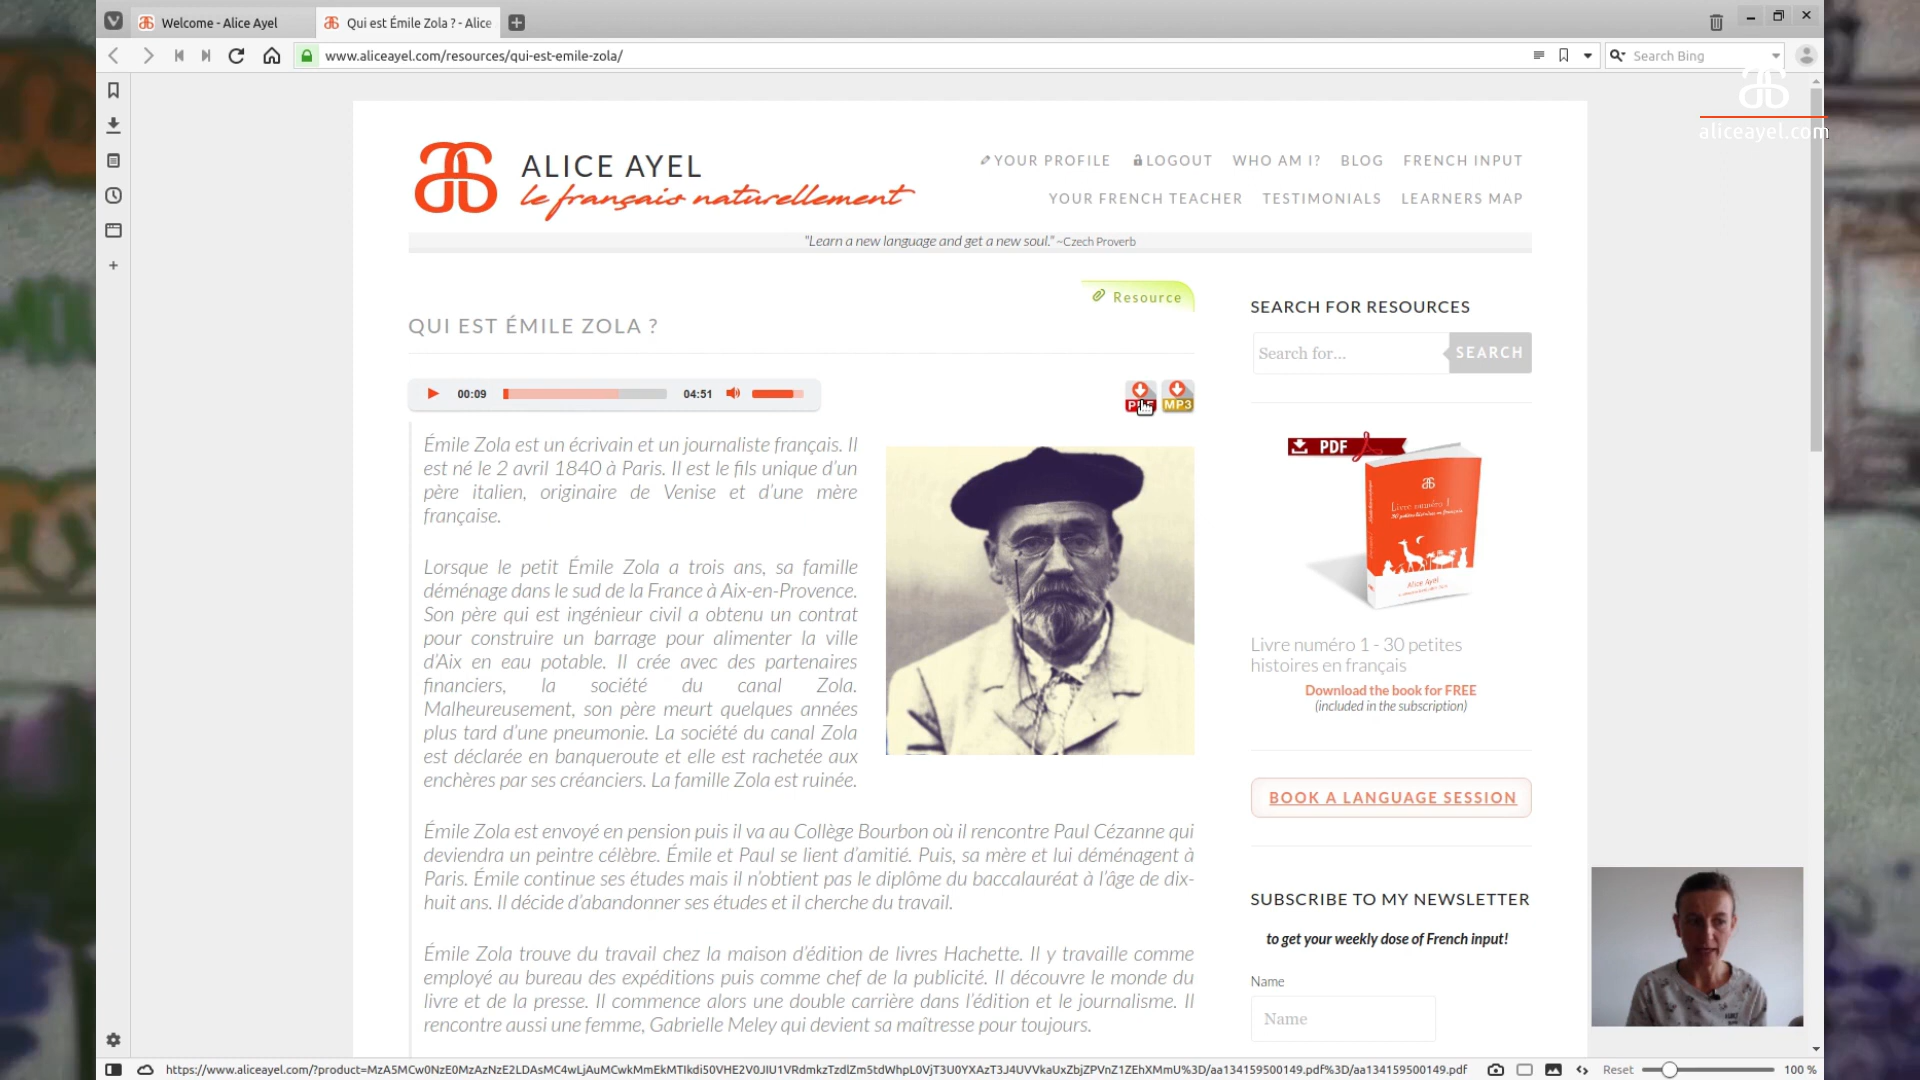 Welcome - Alice Ayel
Qui est Émile Zola ? - Alice
www.aliceayel.com/resources/qui-est-emile-zola/
Search Bing
aliceayel.com
ALICE AYEL
le français naturellement
YOUR PROFILE LOGOUT WHO AM I? BLOG FRENCH INPUT
YOUR FRENCH TEACHER TESTIMONIALS LEARNERS MAP
"Learn a new language and get a new soul." ~Czech Proverb
Resource
QUI EST ÉMILE ZOLA ?
00:09 04:51
PDF MP3
Émile Zola est un écrivain et un journaliste français. Il
est né le 2 avril 1840 à Paris. Il est le fils unique d'un
père italien, originaire de Venise et d'une mère
française.
Lorsque le petit Émile Zola a trois ans, sa famille
déménage dans le sud de la France à Aix-en-Provence.
Son père qui est ingénieur civil a obtenu un contrat
pour construire un barrage pour alimenter la ville
d'Aix en eau potable. Il crée avec des partenaires
financiers, la société du canal Zola.
Malheureusement, son père meurt quelques années
plus tard d'une pneumonie. La société du canal Zola
est déclarée en banqueroute et elle est rachetée aux
enchères par ses créanciers. La famille Zola est ruinée.
Émile Zola est envoyé en pension puis il va au Collège Bourbon où il rencontre Paul Cézanne qui
deviendra un peintre célèbre. Émile et Paul se lient d'amitié. Puis, sa mère et lui déménagent à
Paris. Émile continue ses études mais il n'obtient pas le diplôme du baccalauréat à l'âge de dix-
huit ans. Il décide d'abandonner ses études et il cherche du travail.
Émile Zola trouve du travail chez la maison d'édition de livres Hachette. Il y travaille comme
employé au bureau des expéditions puis comme chef de la publicité. Il découvre le monde du
livre et de la presse. Il commence alors une double carrière dans l'édition et le journalisme. Il
rencontre aussi une femme, Gabrielle Meley qui devient sa maîtresse pour toujours.
SEARCH FOR RESOURCES
Search for...
SEARCH
PDF
Livre numéro 1
30 petites histoires en français
Alice Ayel
Livre numéro 1 - 30 petites
histoires en français
Download the book for FREE
(included in the subscription)
BOOK A LANGUAGE SESSION
SUBSCRIBE TO MY NEWSLETTER
to get your weekly dose of French input!
Name
Name
Reset 100 %